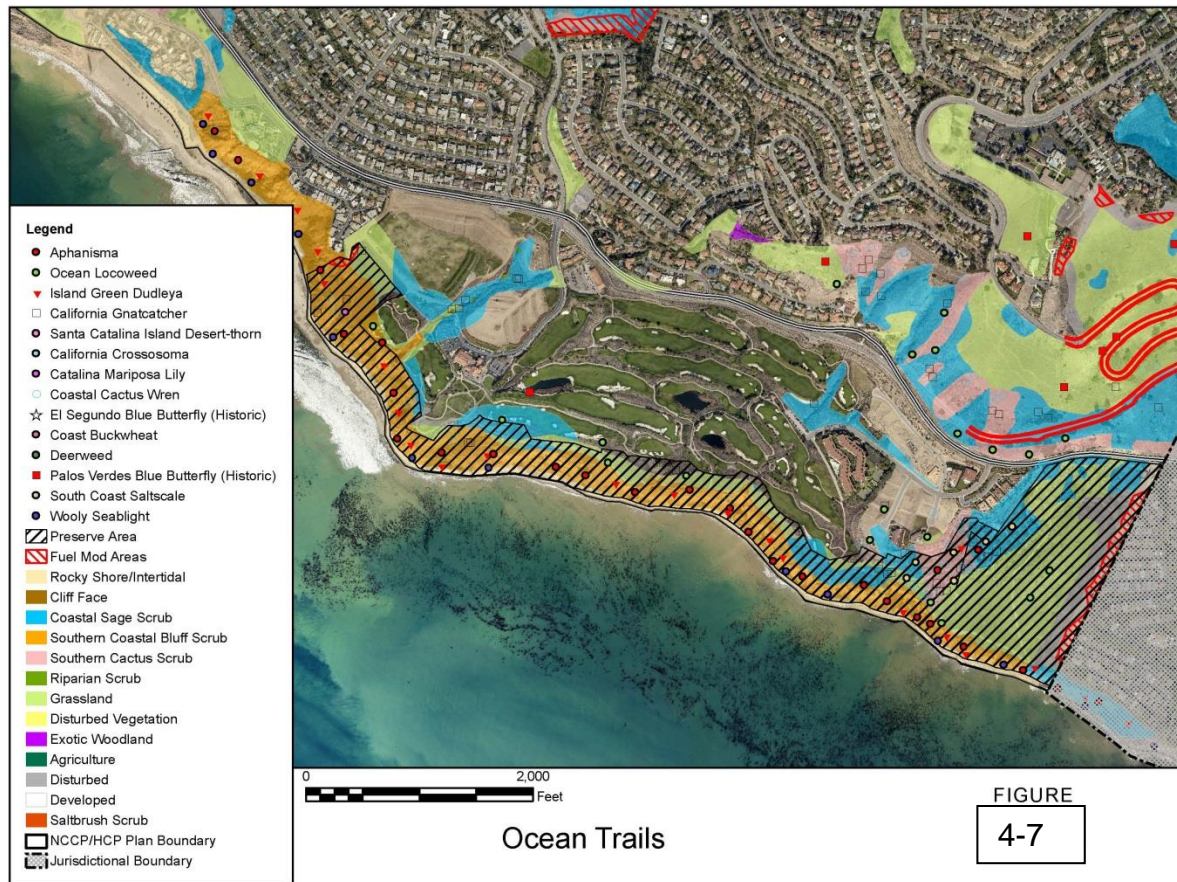 Legend
Aphanisma
Ocean Locoweed
Island Green Dudleya
California Gnatcatcher
Santa Catalina Island Desert-thorn
California Crossosoma
Catalina Mariposa Lily
Coastal Cactus Wren
El Segundo Blue Butterfly (Historic)
Coast Buckwheat
Deerweed
Palos Verdes Blue Butterfly (Historic)
South Coast Saltscale
Wooly Seablight
Preserve Area
Fuel Mod Areas
Rocky Shore/Intertidal
Cliff Face
Coastal Sage Scrub
Southern Coastal Bluff Scrub
Southern Cactus Scrub
Riparian Scrub
Grassland
Disturbed Vegetation
Exotic Woodland
Agriculture
Disturbed
Developed
Saltbrush Scrub
NCCP/HCP Plan Boundary
Jurisdictional Boundary
0 2,000
Feet
Ocean Trails
FIGURE
4-7